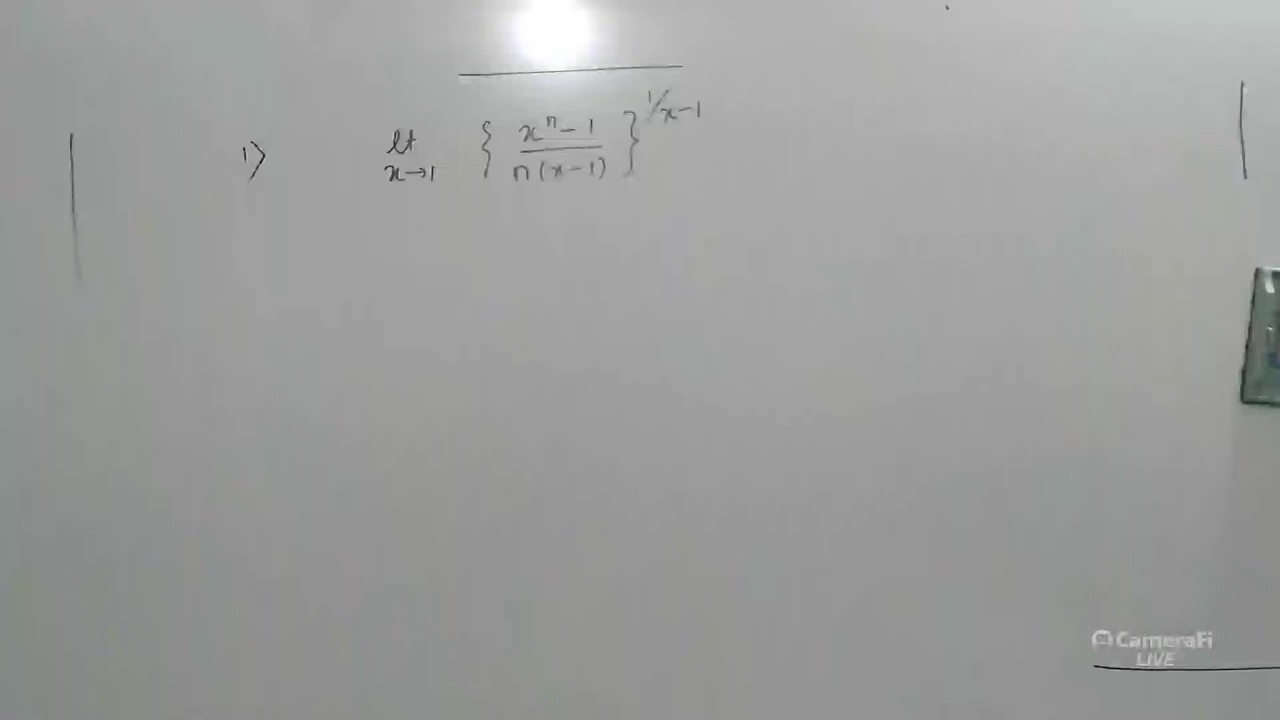 1) lt x→1 { xⁿ – 1 / n(x – 1) }^1/x–1
CameraFi
LIVE